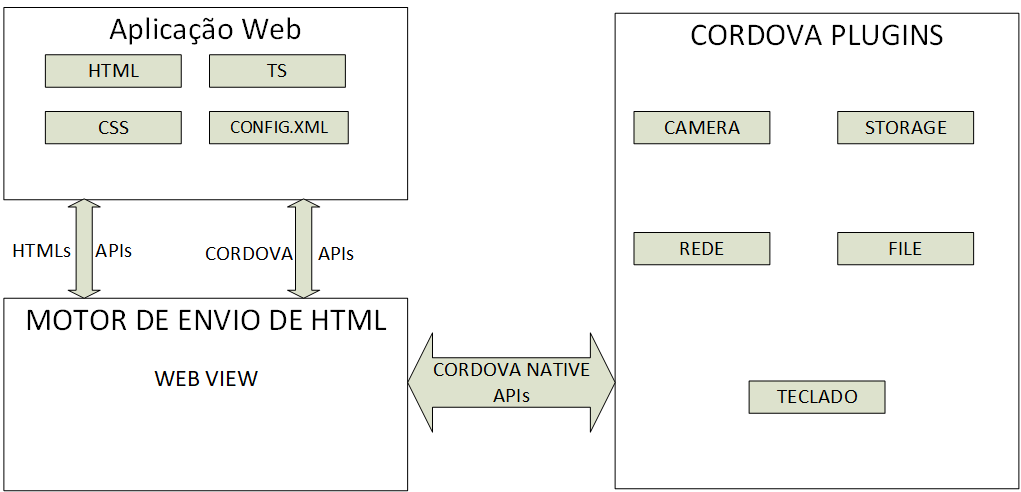 Aplicação Web
HTML
TS
CSS
CONFIG.XML
HTMLs
APIs
CORDOVA
APIs
MOTOR DE ENVIO DE HTML
WEB VIEW
CORDOVA NATIVE
APIs
CORDOVA PLUGINS
CAMERA
STORAGE
REDE
FILE
TECLADO